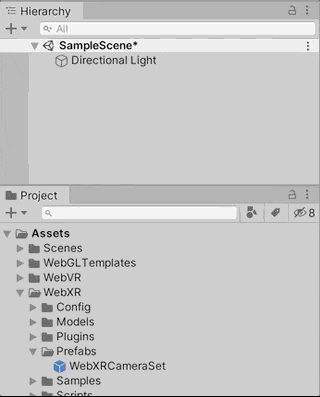 Hierarchy
All
SampleScene*
Directional Light
Project
8
Assets
Scenes
WebGLTemplates
WebVR
WebXR
Config
Models
Plugins
Prefabs
WebXRCameraSet
Samples
Scripts